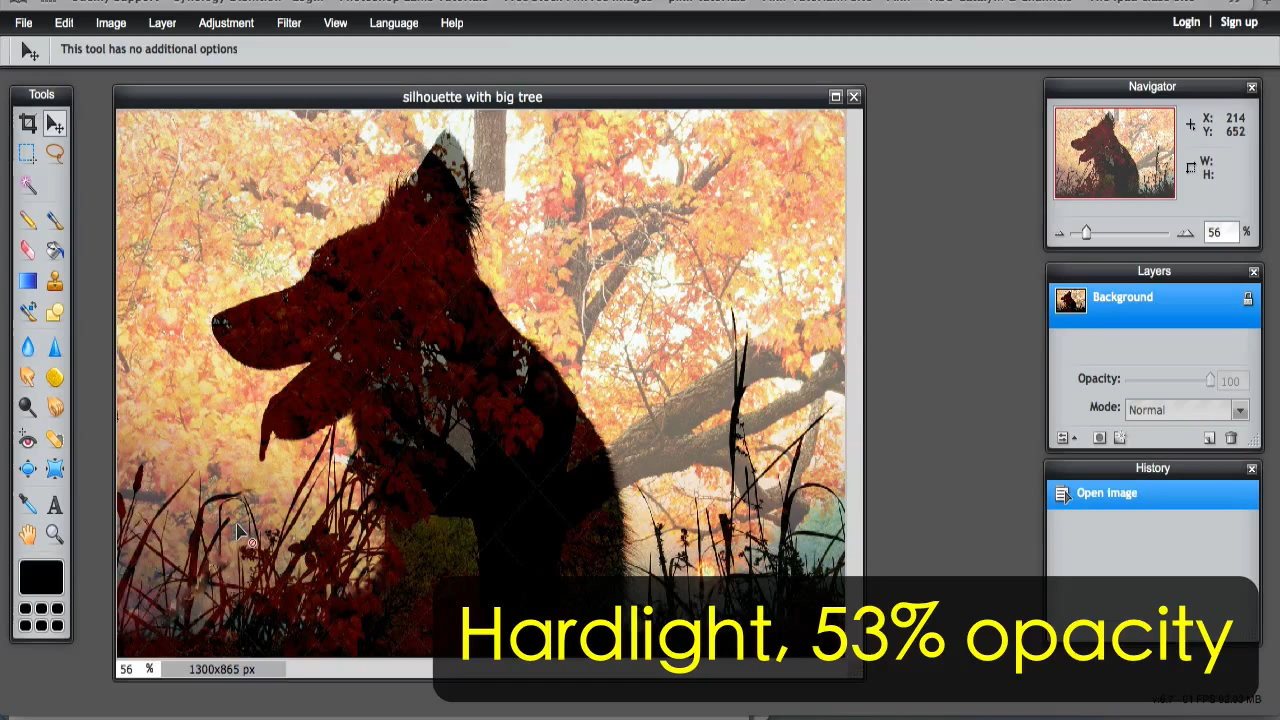 File Edit Image Layer Adjustment Filter View Language Help Login Sign up
This tool has no additional options
Tools
silhouette with big tree
Navigator
X: 214
Y: 652
W:
H:
56 %
Layers
Background
Opacity: 100
Mode: Normal
History
Open Image
56 % 1300x865 px
Hardlight, 53% opacity